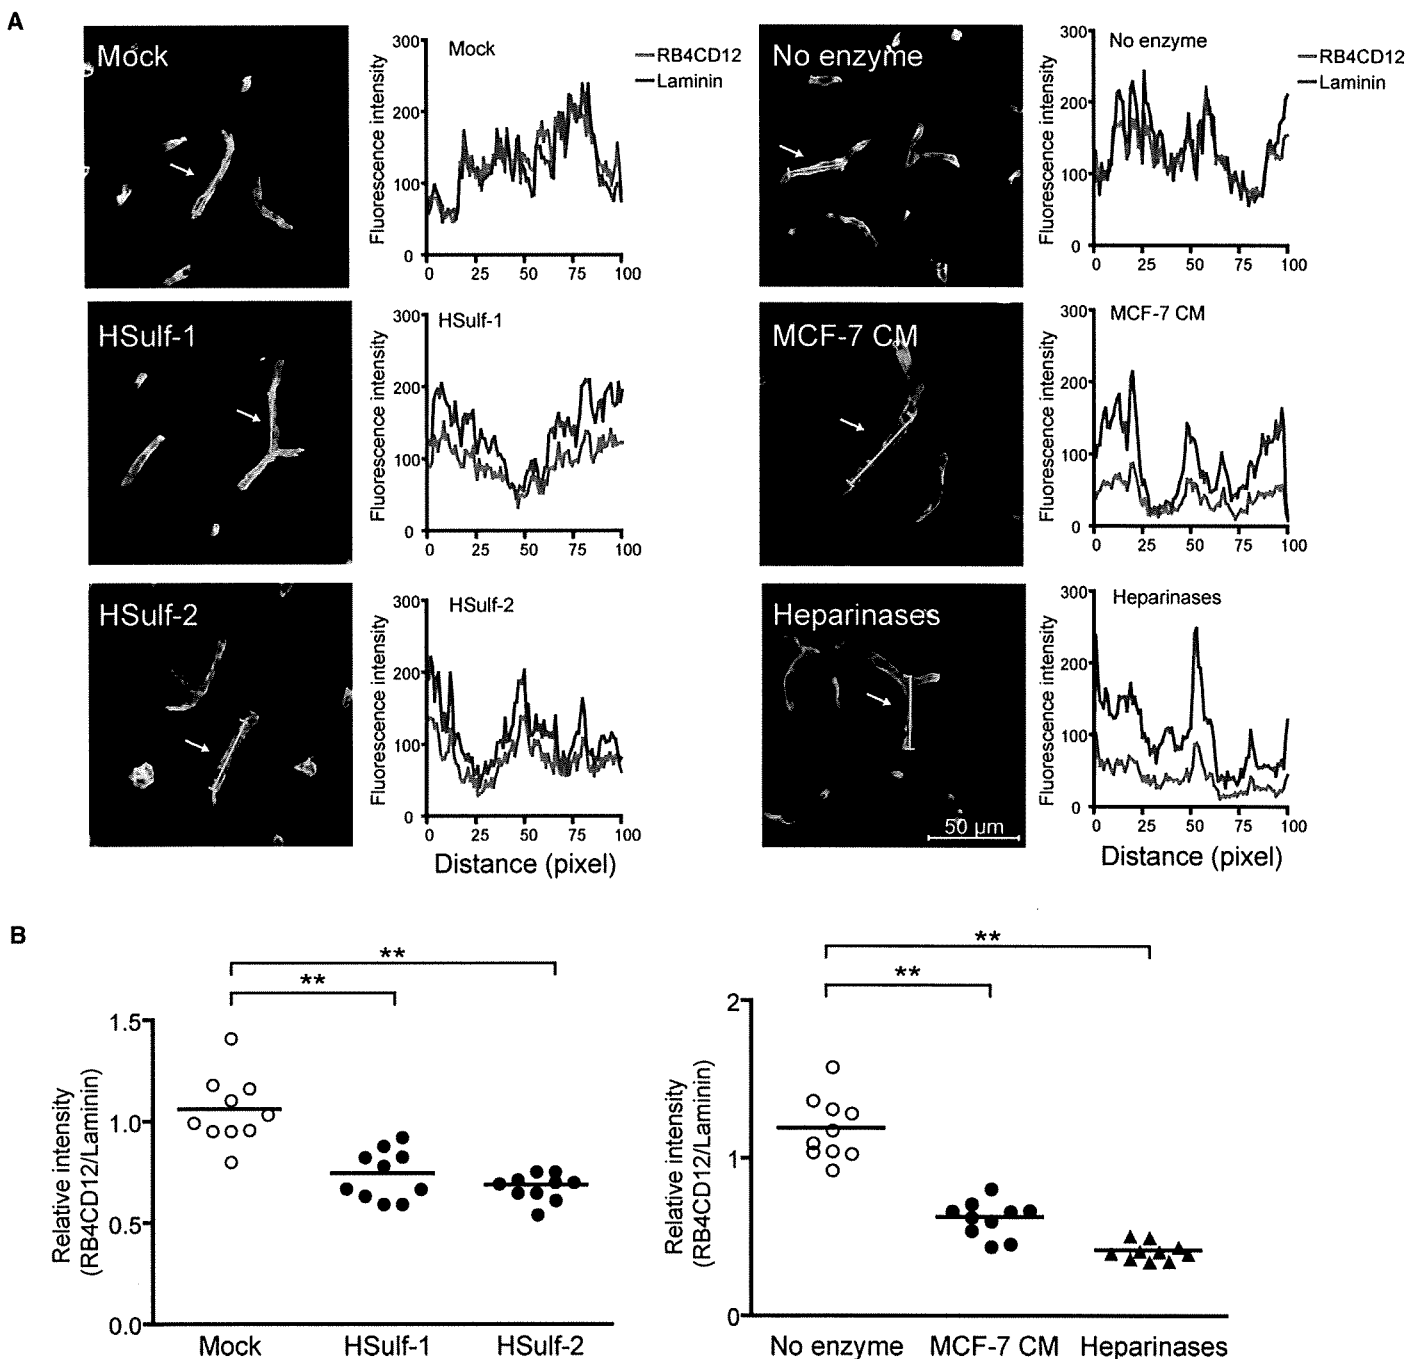 A
Mock
Mock
RB4CD12
Laminin
Fluorescence intensity
300
200
100
0
0 25 50 75 100
No enzyme
No enzyme
RB4CD12
Laminin
Fluorescence intensity
300
200
100
0
0 25 50 75 100
HSulf-1
HSulf-1
Fluorescence intensity
300
200
100
0
0 25 50 75 100
MCF-7 CM
MCF-7 CM
Fluorescence intensity
300
200
100
0
0 25 50 75 100
HSulf-2
HSulf-2
Fluorescence intensity
300
200
100
0
0 25 50 75 100
Distance (pixel)
Heparinases
50 µm
Heparinases
Fluorescence intensity
300
200
100
0
0 25 50 75 100
Distance (pixel)
B
**
**
Relative intensity
(RB4CD12/Laminin)
1.5
1.0
0.5
0.0
Mock HSulf-1 HSulf-2
**
**
Relative intensity
(RB4CD12/Laminin)
2
1
0
No enzyme MCF-7 CM Heparinases